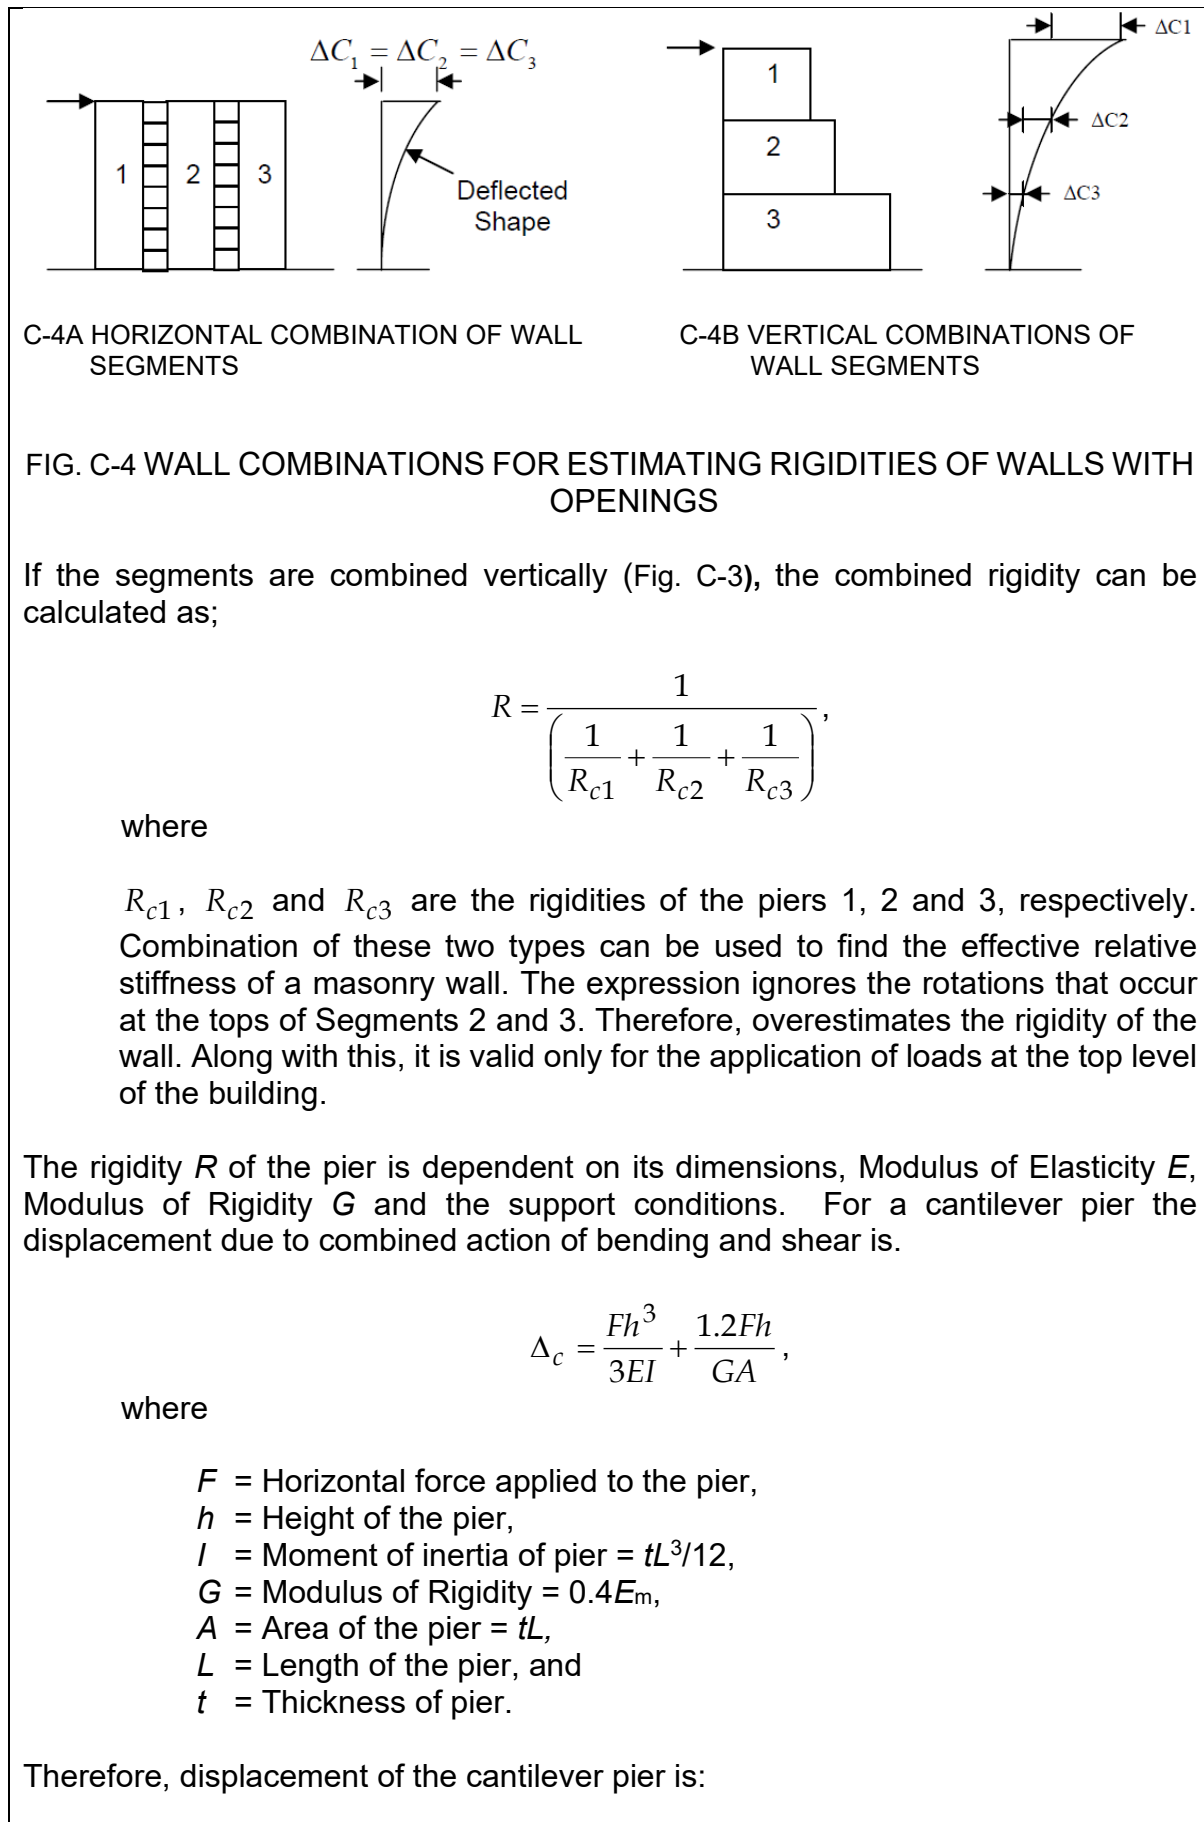 ΔC₁ = ΔC₂ = ΔC₃
1 2 3
Deflected
Shape
1
2
3
ΔC1
ΔC2
ΔC3
C-4A HORIZONTAL COMBINATION OF WALL
SEGMENTS
C-4B VERTICAL COMBINATIONS OF
WALL SEGMENTS
FIG. C-4 WALL COMBINATIONS FOR ESTIMATING RIGIDITIES OF WALLS WITH
OPENINGS
If the segments are combined vertically (Fig. C-3), the combined rigidity can be
calculated as;
R = 1 / (1/R_c1 + 1/R_c2 + 1/R_c3),
where
R_c1, R_c2 and R_c3 are the rigidities of the piers 1, 2 and 3, respectively.
Combination of these two types can be used to find the effective relative
stiffness of a masonry wall. The expression ignores the rotations that occur
at the tops of Segments 2 and 3. Therefore, overestimates the rigidity of the
wall. Along with this, it is valid only for the application of loads at the top level
of the building.
The rigidity R of the pier is dependent on its dimensions, Modulus of Elasticity E,
Modulus of Rigidity G and the support conditions. For a cantilever pier the
displacement due to combined action of bending and shear is.
Δ_c = Fh³/3EI + 1.2Fh/GA,
where
F = Horizontal force applied to the pier,
h = Height of the pier,
I = Moment of inertia of pier = tL³/12,
G = Modulus of Rigidity = 0.4Em,
A = Area of the pier = tL,
L = Length of the pier, and
t = Thickness of pier.
Therefore, displacement of the cantilever pier is: